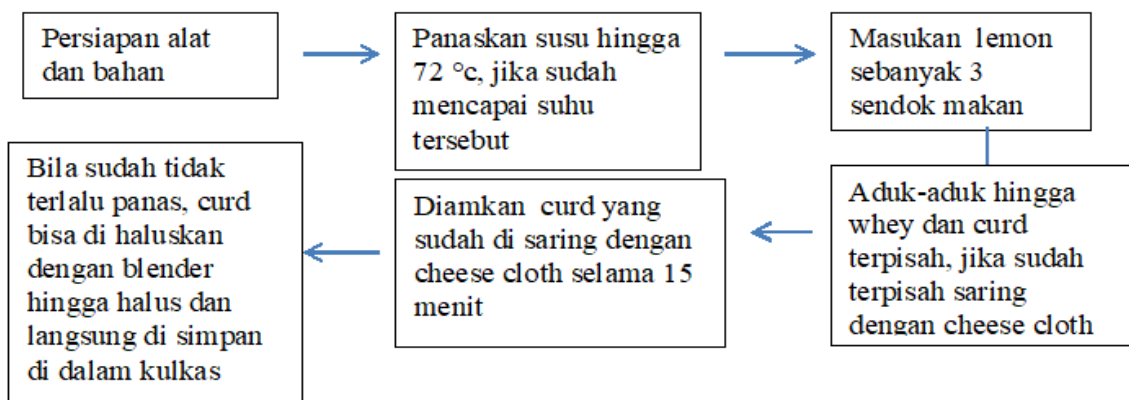 Persiapan alat
dan bahan
Panaskan susu hingga
72 °c, jika sudah
mencapai suhu
tersebut
Masukan lemon
sebanyak 3
sendok makan
Aduk-aduk hingga
whey dan curd
terpisah, jika sudah
terpisah saring
dengan cheese cloth
Diamkan curd yang
sudah di saring dengan
cheese cloth selama 15
menit
Bila sudah tidak
terlalu panas, curd
bisa di haluskan
dengan blender
hingga halus dan
langsung di simpan
di dalam kulkas